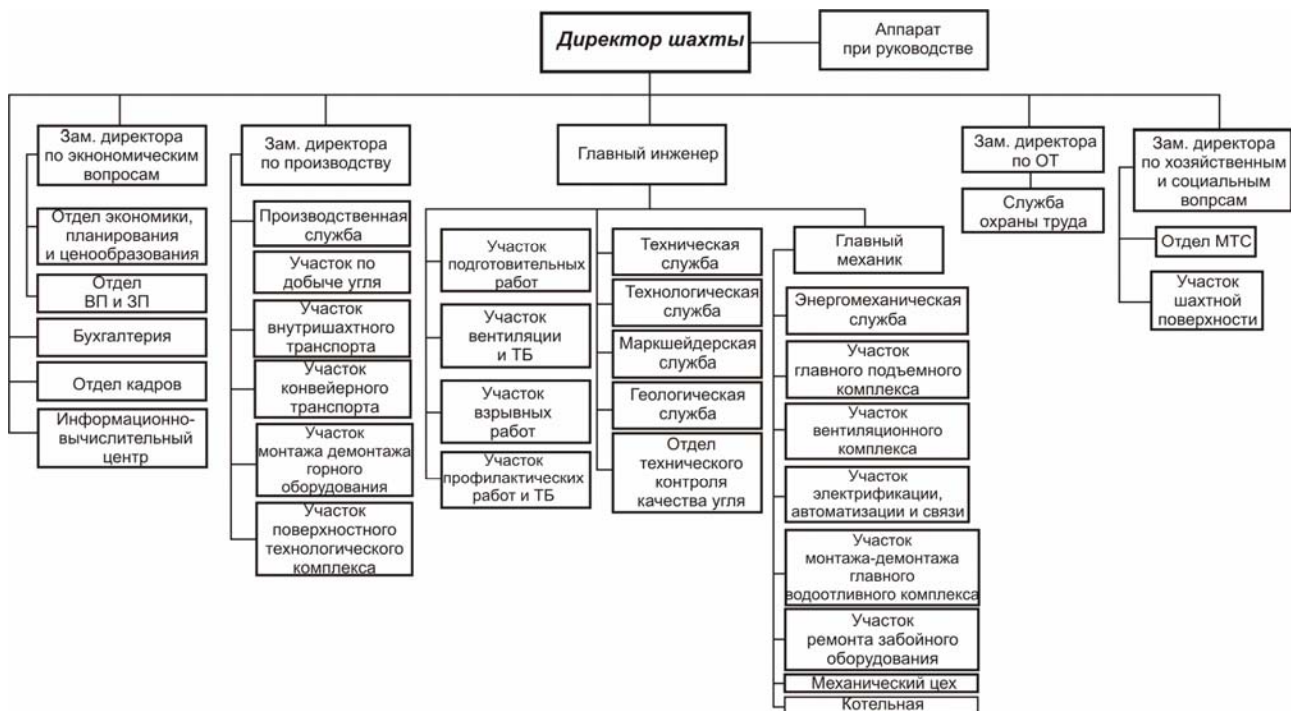 Директор шахты
Аппарат
при руководстве
Зам. директора
по экнономическим
вопросам
Отдел экономики,
планирования
и ценообразования
Отдел
ВП и ЗП
Бухгалтерия
Отдел кадров
Информационно-
вычислительный
центр
Зам. директора
по производству
Производственная
служба
Участок по
добыче угля
Участок
внутришахтного
транспорта
Участок
конвейерного
транспорта
Участок
монтажа демонтажа
горного
оборудования
Участок
поверхностного
технологического
комплекса
Главный инженер
Участок
подготовительных
работ
Участок
вентиляции
и ТБ
Участок
взрывных
работ
Участок
профилактических
работ и ТБ
Техническая
служба
Технологическая
служба
Маркшейдерская
служба
Геологическая
служба
Отдел
технического
контроля
качества угля
Главный
механик
Энергомеханическая
служба
Участок
главного подъемного
комплекса
Участок
вентиляционного
комплекса
Участок
электрификации,
автоматизации и связи
Участок
монтажа-демонтажа
главного
водоотливного комплекса
Участок
ремонта забойного
оборудования
Механический цех
Котельная
Зам. директора
по ОТ
Служба
охраны труда
Зам. директора
по хозяйственным
и социальным
вопрсам
Отдел МТС
Участок
шахтной
поверхности